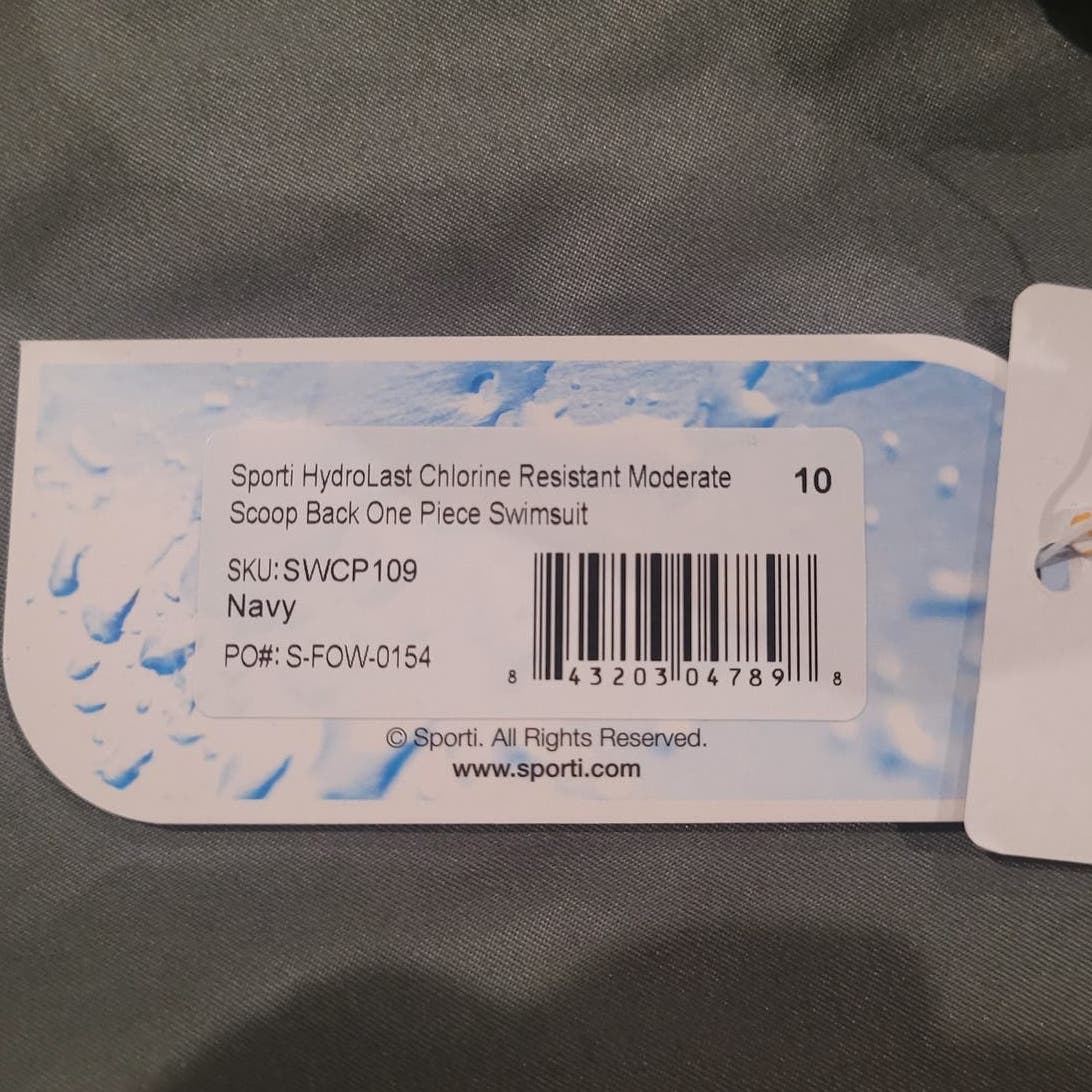 Sporti HydroLast Chlorine Resistant Moderate 10
Scoop Back One Piece Swimsuit
SKU: SWCP109
Navy
PO#: S-FOW-0154
8 43203 04789 8
© Sporti. All Rights Reserved.
www.sporti.com